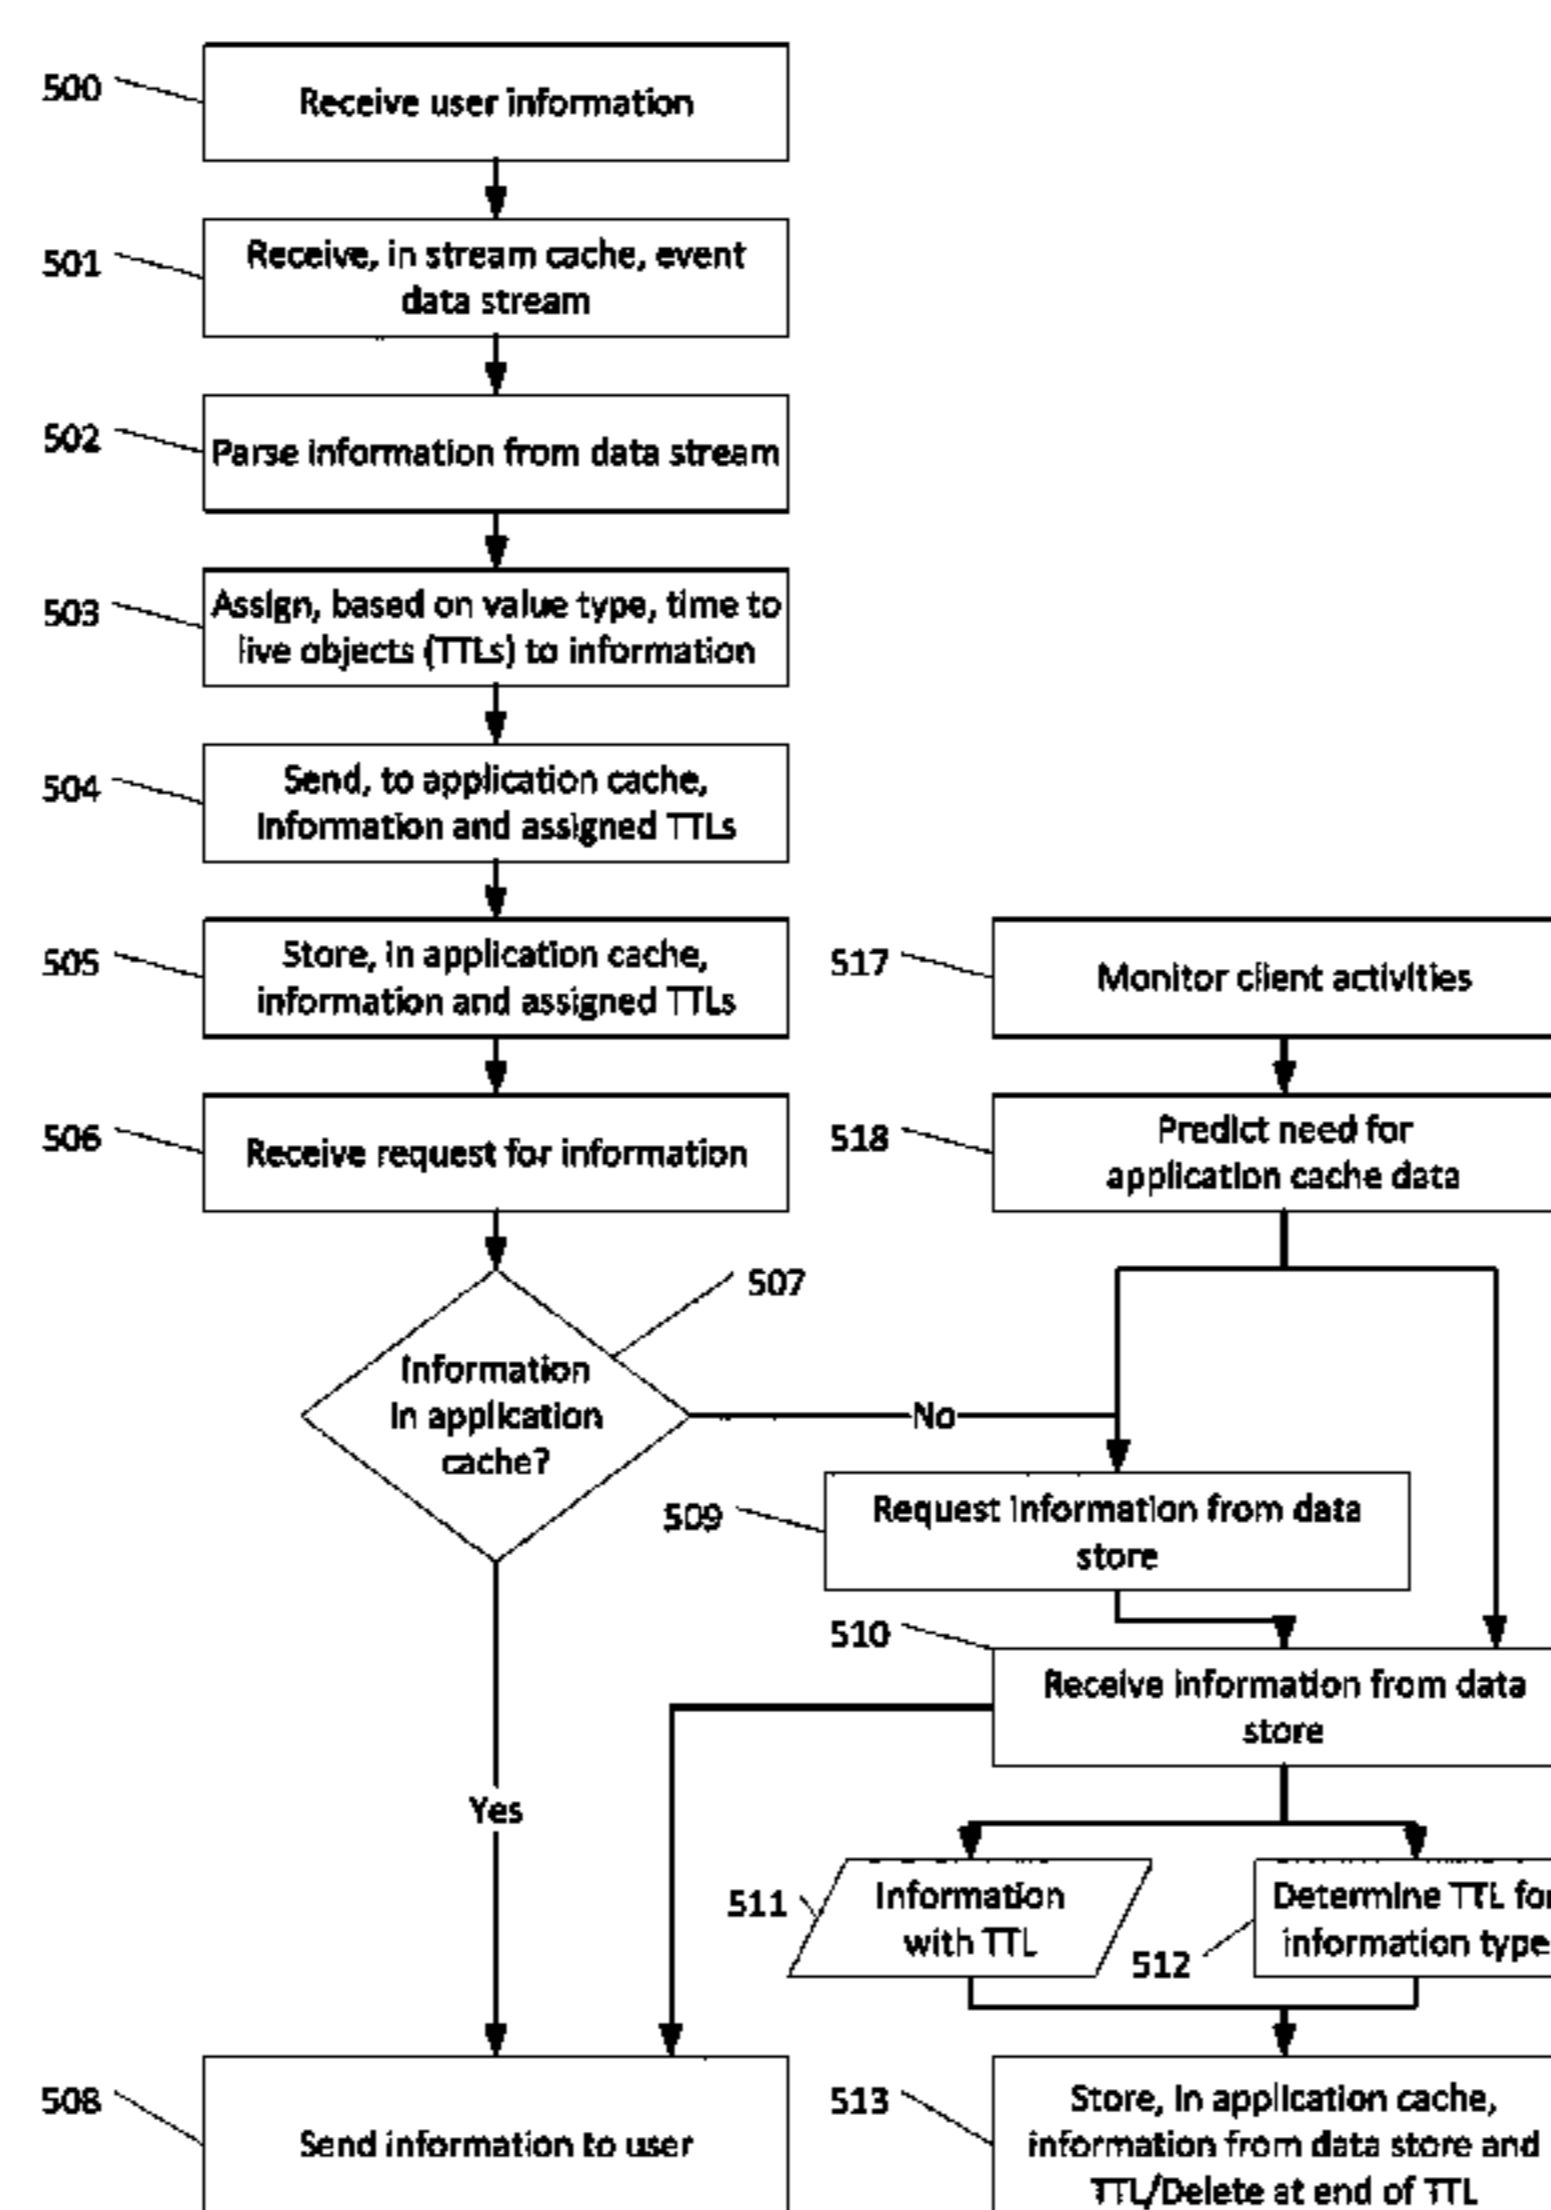 500
Receive user information
501
Receive, in stream cache, event
data stream
502
Parse information from data stream
503
Assign, based on value type, time to
live objects (TTLs) to information
504
Send, to application cache,
information and assigned TTLs
505
Store, in application cache,
information and assigned TTLs
517
Monitor client activities
506
Receive request for information
518
Predict need for
application cache data
507
Information
in application
cache?
No
509
Request information from data
store
510
Receive information from data
store
Yes
511
Information
with TTL
512
Determine TTL for
information type
508
Send information to user
513
Store, in application cache,
information from data store and
TTL/Delete at end of TTL